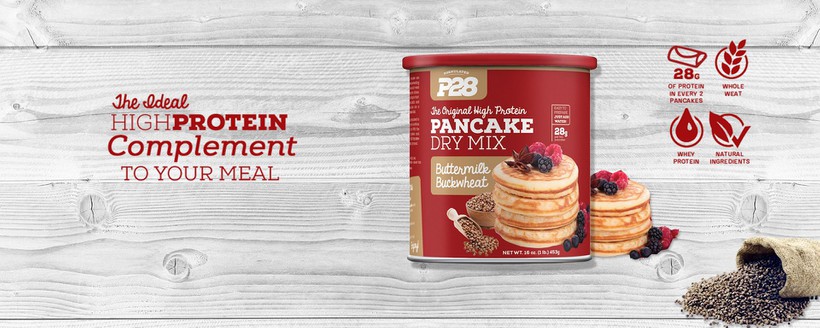 The Ideal
HIGHPROTEIN
Complement
TO YOUR MEAL
P28
The Original High Protein
PANCAKE
DRY MIX
28g
Buttermilk
Buckwheat
NET WT. 16 oz. (1 lb.) 453g
28G
OF PROTEIN
IN EVERY 2
PANCAKES
WHOLE
WEAT
WHEY
PROTEIN
NATURAL
INGREDIENTS